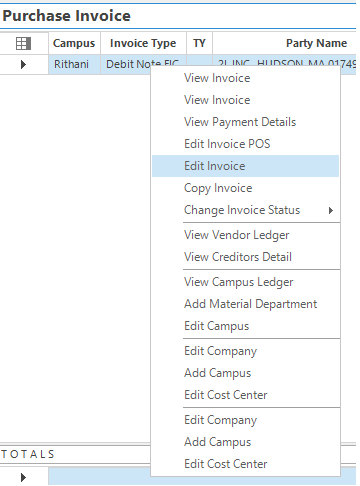 Purchase Invoice
Campus Invoice Type TY Party Name
Rithani Debit Note FIC 2L INC. HUDSON, MA 01749
View Invoice
View Invoice
View Payment Details
Edit Invoice POS
Edit Invoice
Copy Invoice
Change Invoice Status
View Vendor Ledger
View Creditors Detail
View Campus Ledger
Add Material Department
Edit Campus
Edit Company
Add Campus
Edit Cost Center
Edit Company
Add Campus
Edit Cost Center
TOTALS